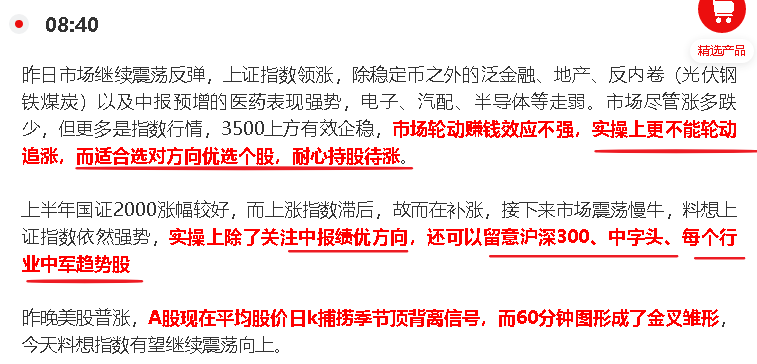 08:40
精选产品
昨日市场继续震荡反弹，上证指数领涨，除稳定币之外的泛金融、地产、反内卷（光伏钢
铁煤炭）以及中报预增的医药表现强势，电子、汽配、半导体等走弱。市场尽管涨多跌
少，但更多是指数行情，3500上方有效企稳，市场轮动赚钱效应不强，实操上更不能轮动
追涨，而适合选对方向优选个股，耐心持股待涨。
上半年国证2000涨幅较好，而上涨指数滞后，故而在补涨，接下来市场震荡慢牛，料想上
证指数依然强势，实操上除了关注中报绩优方向，还可以留意沪深300、中字头、每个行
业中军趋势股
昨晚美股普涨，A股现在平均股价日k捕捞季节顶背离信号，而60分钟图形成了金叉雏形，
今天料想指数有望继续震荡向上。